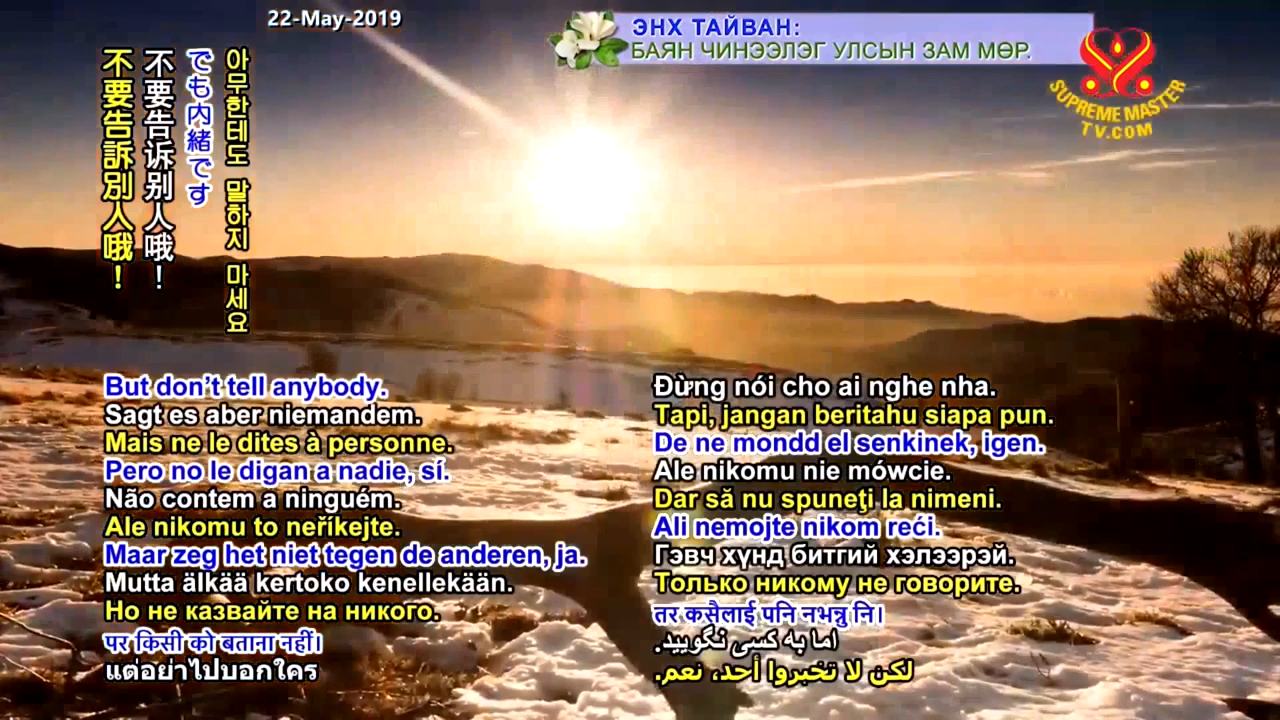 22-May-2019
ЭНХ ТАЙВАН:
БАЯН ЧИНЭЭЛЭГ УЛСЫН ЗАМ МӨР.
SUPREME MASTER
TV.COM
아무한테도 말하지 마세요
でも内緒です
不要告诉别人哦！
不要告訴別人哦！
But don't tell anybody.
Sagt es aber niemandem.
Mais ne le dites à personne.
Pero no le digan a nadie, sí.
Não contem a ninguém.
Ale nikomu to neříkejte.
Maar zeg het niet tegen de anderen, ja.
Mutta älkää kertoko kenellekään.
Но не казвайте на никого.
पर किसी को बताना नहीं।
แต่อย่าไปบอกใคร
Đừng nói cho ai nghe nha.
Tapi, jangan beritahu siapa pun.
De ne mondd el senkinek, igen.
Ale nikomu nie mówcie.
Dar să nu spuneţi la nimeni.
Ali nemojte nikom reći.
Гэвч хүнд битгий хэлээрэй.
Только никому не говорите.
तर कसैलाई पनि नभन्नु नि।
اما به کسی نگویید.
لكن لا تخبروا أحد، نعم.